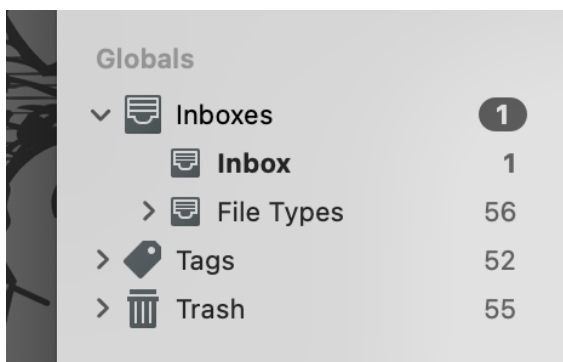 Globals
Inboxes 1
Inbox 1
File Types 56
Tags 52
Trash 55